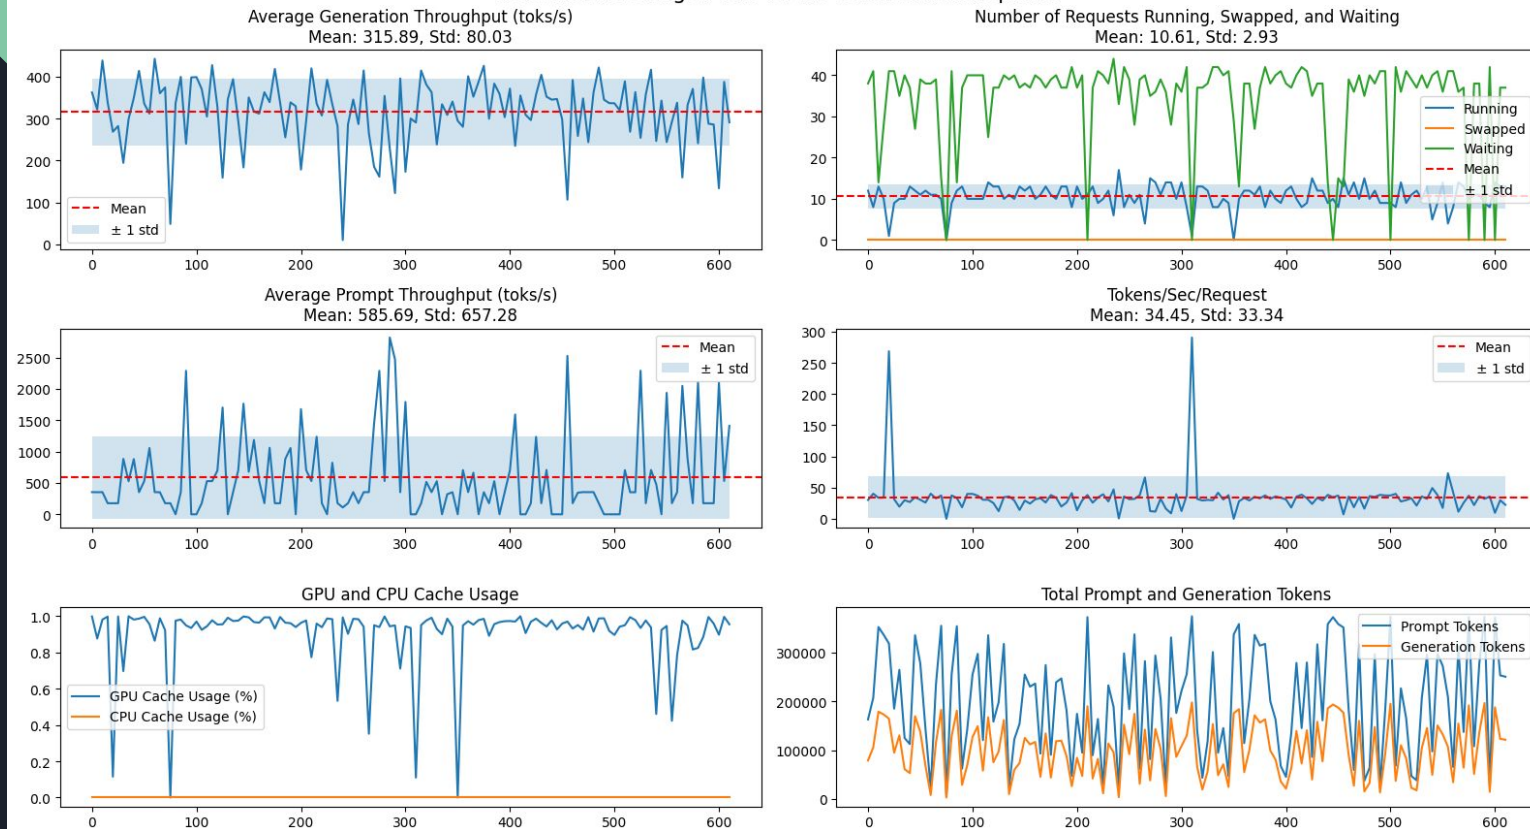 Average Generation Throughput (toks/s)
Mean: 315.89, Std: 80.03
400
300
200
100
0
Mean
± 1 std
0 100 200 300 400 500 600
Number of Requests Running, Swapped, and Waiting
Mean: 10.61, Std: 2.93
40
30
20
10
0
Running
Swapped
Waiting
Mean
± 1 std
0 100 200 300 400 500 600
Average Prompt Throughput (toks/s)
Mean: 585.69, Std: 657.28
2500
2000
1500
1000
500
0
Mean
± 1 std
0 100 200 300 400 500 600
Tokens/Sec/Request
Mean: 34.45, Std: 33.34
300
250
200
150
100
50
0
Mean
± 1 std
0 100 200 300 400 500 600
GPU and CPU Cache Usage
1.0
0.8
0.6
0.4
0.2
0.0
GPU Cache Usage (%)
CPU Cache Usage (%)
0 100 200 300 400 500 600
Total Prompt and Generation Tokens
300000
200000
100000
0
Prompt Tokens
Generation Tokens
0 100 200 300 400 500 600